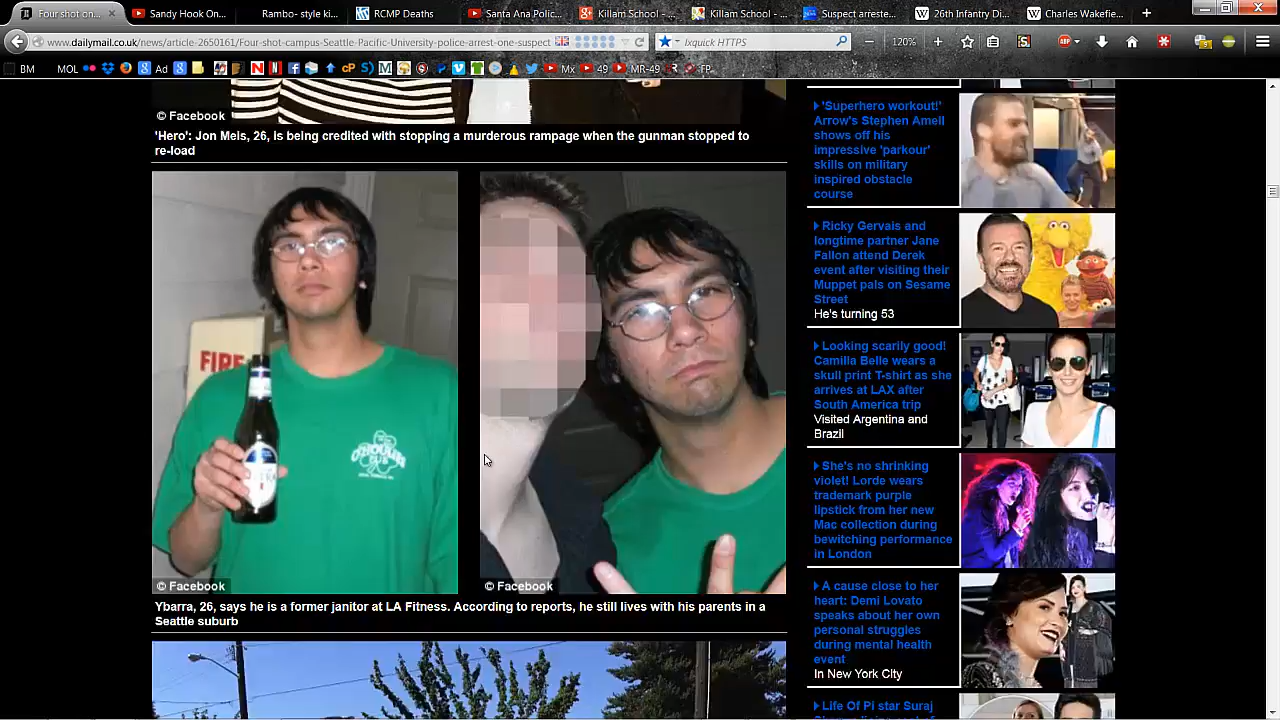 Four shot on...
Sandy Hook On...
Rambo- style ki...
RCMP Deaths
Santa Ana Polic...
Killam School - ...
Killam School - ...
Suspect arreste...
26th Infantry Di...
Charles Wakefie...
www.dailymail.co.uk/news/article-2650161/Four-shot-campus-Seattle-Pacific-University-police-arrest-one-suspect
Ixquick HTTPS
120%
BM
MOL
Ad
cP
Mx
49
MR-49
FP
© Facebook
'Hero': Jon Meis, 26, is being credited with stopping a murderous rampage when the gunman stopped to
re-load
FIRE
© Facebook
© Facebook
Ybarra, 26, says he is a former janitor at LA Fitness. According to reports, he still lives with his parents in a
Seattle suburb
'Superhero workout!'
Arrow's Stephen Amell
shows off his
impressive 'parkour'
skills on military
inspired obstacle
course
Ricky Gervais and
longtime partner Jane
Fallon attend Derek
event after visiting their
Muppet pals on Sesame
Street
He's turning 53
Looking scarily good!
Camilla Belle wears a
skull print T-shirt as she
arrives at LAX after
South America trip
Visited Argentina and
Brazil
She's no shrinking
violet! Lorde wears
trademark purple
lipstick from her new
Mac collection during
bewitching performance
in London
A cause close to her
heart: Demi Lovato
speaks about her own
personal struggles
during mental health
event
In New York City
Life Of Pi star Suraj